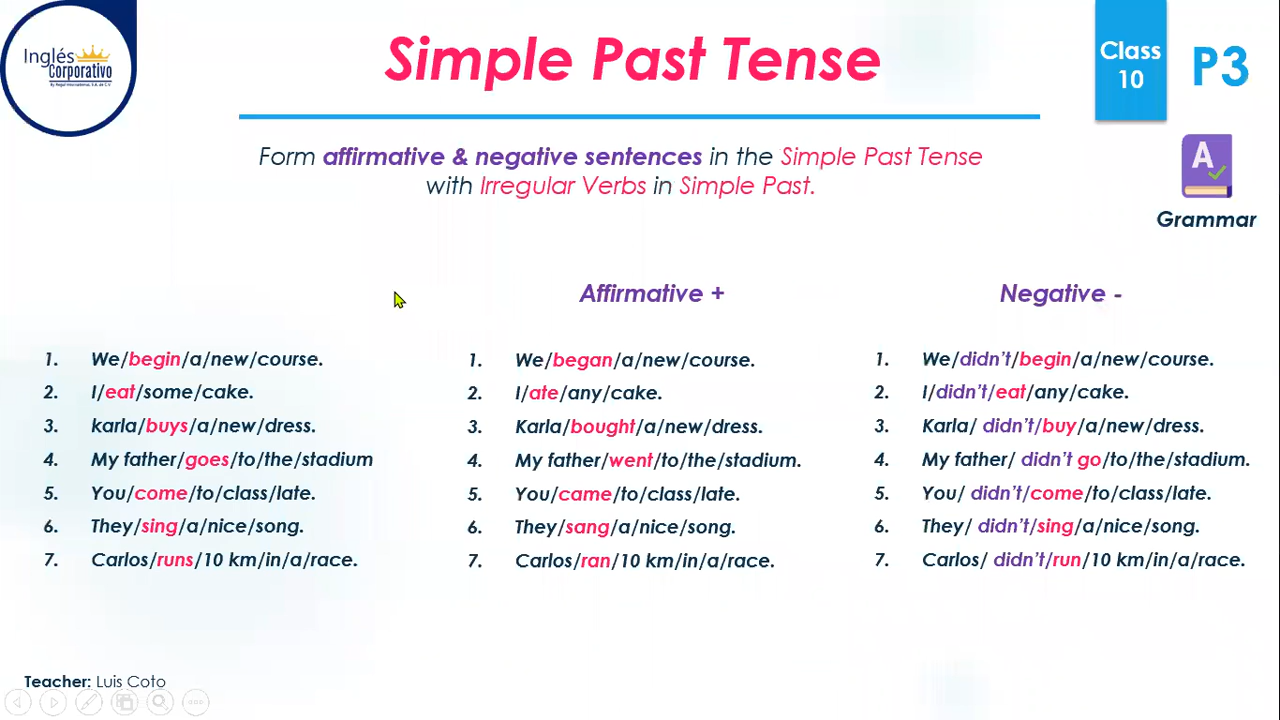 Inglés
Corporativo
Simple Past Tense
Class
10
P3
Form affirmative & negative sentences in the Simple Past Tense
with Irregular Verbs in Simple Past.
A
Grammar
Affirmative +
Negative -
1. We/begin/a/new/course.
2. I/eat/some/cake.
3. karla/buys/a/new/dress.
4. My father/goes/to/the/stadium
5. You/come/to/class/late.
6. They/sing/a/nice/song.
7. Carlos/runs/10 km/in/a/race.
1. We/began/a/new/course.
2. I/ate/any/cake.
3. Karla/bought/a/new/dress.
4. My father/went/to/the/stadium.
5. You/came/to/class/late.
6. They/sang/a/nice/song.
7. Carlos/ran/10 km/in/a/race.
1. We/didn't/begin/a/new/course.
2. I/didn't/eat/any/cake.
3. Karla/ didn't/buy/a/new/dress.
4. My father/ didn't go/to/the/stadium.
5. You/ didn't/come/to/class/late.
6. They/ didn't/sing/a/nice/song.
7. Carlos/ didn't/run/10 km/in/a/race.
Teacher: Luis Coto